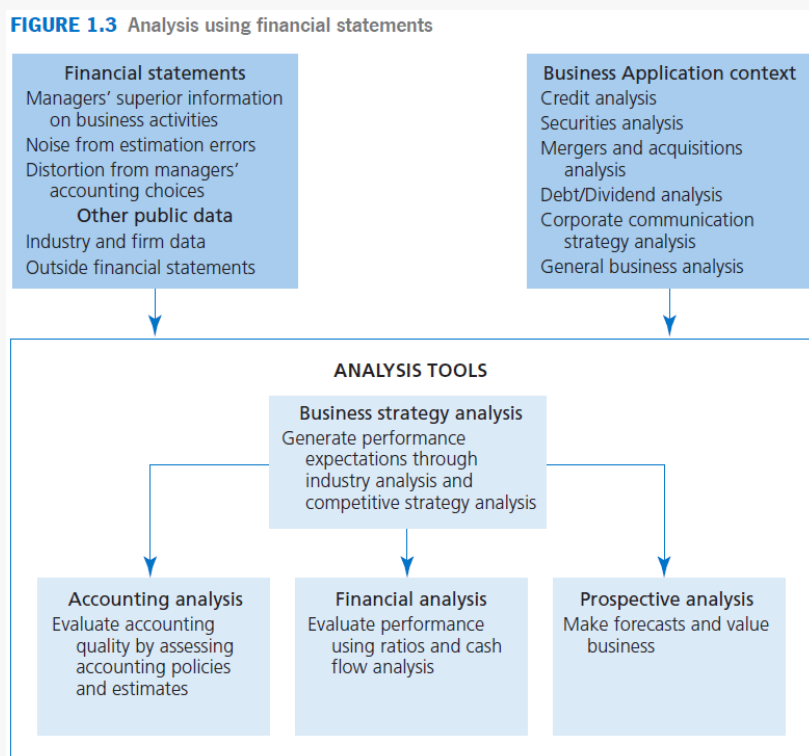 FIGURE 1.3 Analysis using financial statements
Financial statements
Managers’ superior information
on business activities
Noise from estimation errors
Distortion from managers’
accounting choices
Other public data
Industry and firm data
Outside financial statements
Business Application context
Credit analysis
Securities analysis
Mergers and acquisitions
analysis
Debt/Dividend analysis
Corporate communication
strategy analysis
General business analysis
ANALYSIS TOOLS
Business strategy analysis
Generate performance
expectations through
industry analysis and
competitive strategy analysis
Accounting analysis
Evaluate accounting
quality by assessing
accounting policies
and estimates
Financial analysis
Evaluate performance
using ratios and cash
flow analysis
Prospective analysis
Make forecasts and value
business